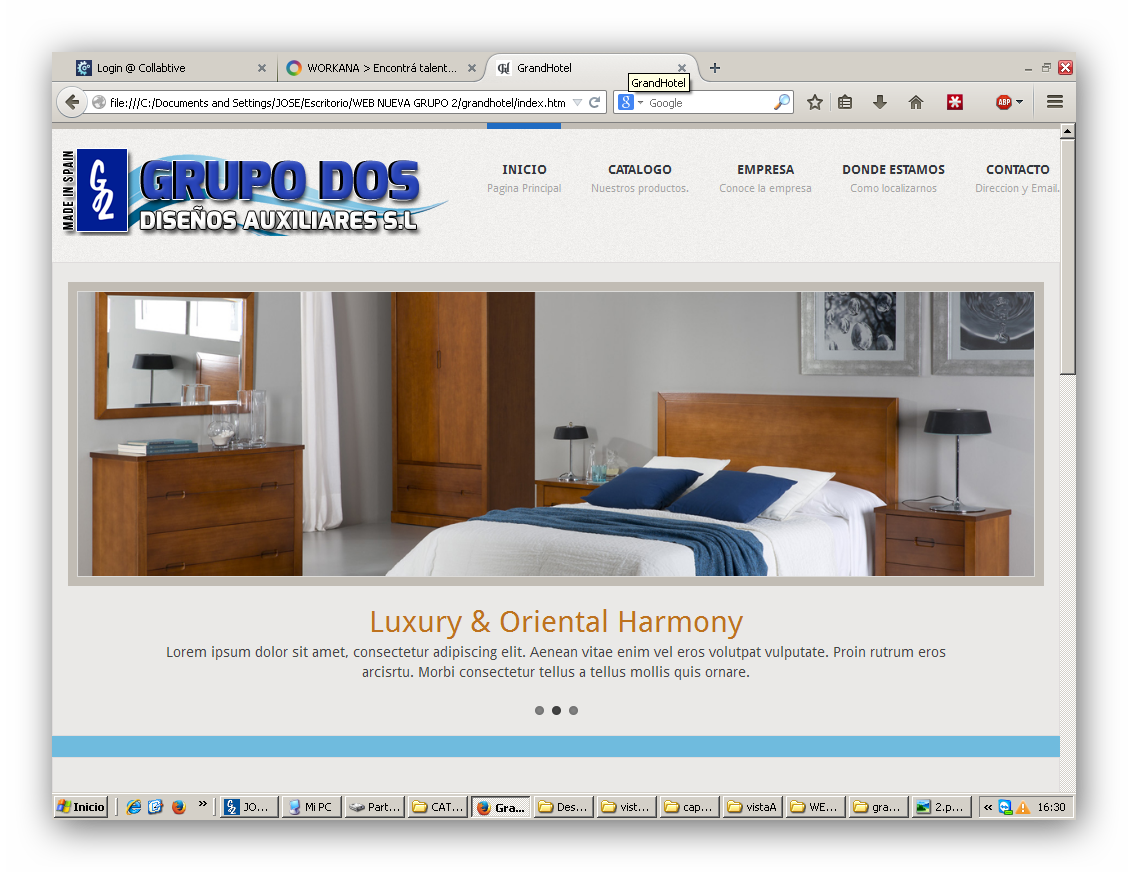 Login @ Collabtive
WORKANA > Encontrá talent...
GrandHotel
GrandHotel
file:///C:/Documents and Settings/JOSE/Escritorio/WEB NUEVA GRUPO 2/grandhotel/index.htm
8
Google
ABP
MADE IN SPAIN
G2
GRUPO DOS
DISEÑOS AUXILIARES S.L
INICIO
Pagina Principal
CATALOGO
Nuestros productos.
EMPRESA
Conoce la empresa
DONDE ESTAMOS
Como localizarnos
CONTACTO
Direccion y Email.
Luxury & Oriental Harmony
Lorem ipsum dolor sit amet, consectetur adipiscing elit. Aenean vitae enim vel eros volutpat vulputate. Proin rutrum eros
arcisrtu. Morbi consectetur tellus a tellus mollis quis ornare.
Inicio
JO...
Mi PC
Part...
CAT...
Gra...
Des...
vist...
cap...
vistaA
WE...
gra...
2.p...
16:30